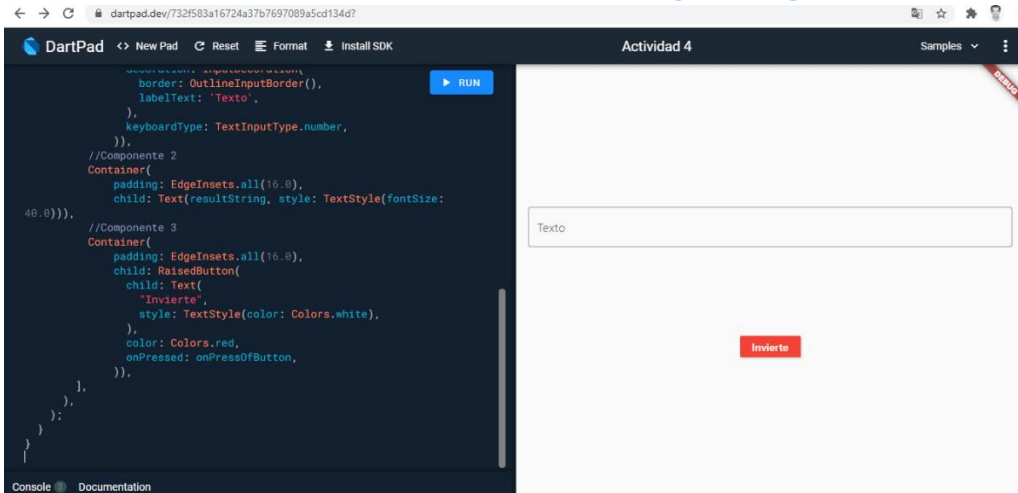 dartpad.dev/732f583a16724a37b7697089a5cd134d?
DartPad <> New Pad Reset Format Install SDK Actividad 4 Samples
RUN
DEBUG
decoration: InputDecoration(
border: OutlineInputBorder(),
labelText: 'Texto',
),
keyboardType: TextInputType.number,
)),
//Componente 2
Container(
padding: EdgeInsets.all(16.0),
child: Text(resultString, style: TextStyle(fontSize:
40.0))),
//Componente 3
Container(
padding: EdgeInsets.all(16.0),
child: RaisedButton(
child: Text(
"Invierte",
style: TextStyle(color: Colors.white),
),
color: Colors.red,
onPressed: onPressOfButton,
)),
],
),
);
}
}
Texto
Invierte
Console 3 Documentation